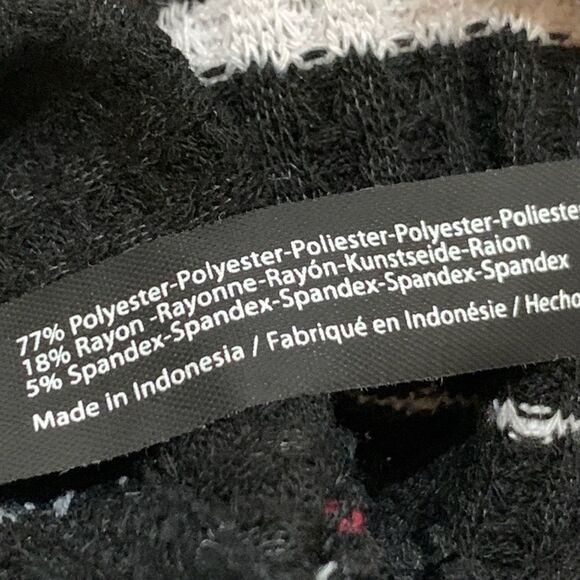 77% Polyester-Polyester-Poliester-Polyester-Polieste
18% Rayon -Rayonne-Rayón-Kunstseide-Raion
5% Spandex-Spandex-Spandex-Spandex-Spandex
Made in Indonesia / Fabriqué en Indonésie / Hecho